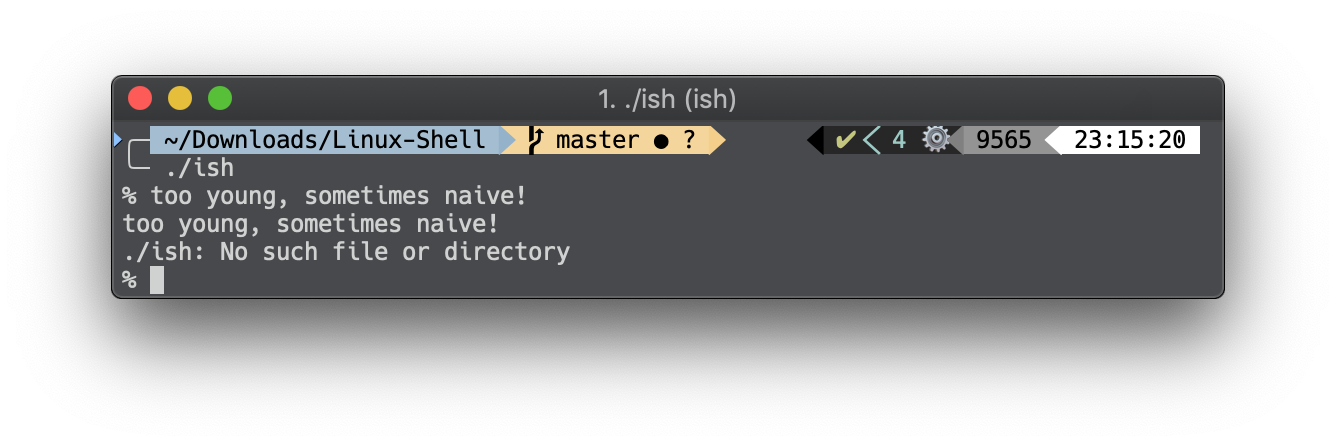 1. ./ish (ish)
~/Downloads/Linux-Shell master ● ? ✔ 4 ⚙ 9565 23:15:20
./ish
% too young, sometimes naive!
too young, sometimes naive!
./ish: No such file or directory
%